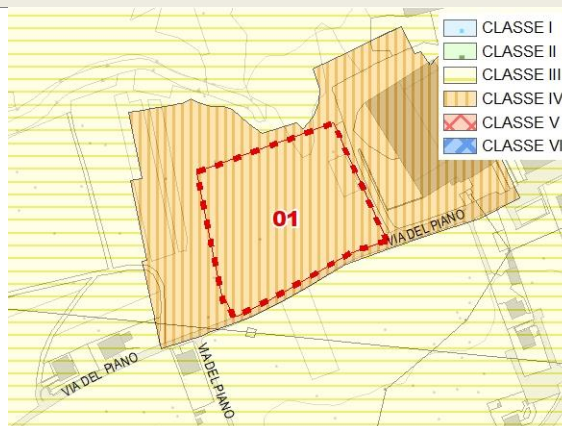 CLASSE I
CLASSE II
CLASSE III
CLASSE IV
CLASSE V
CLASSE VI
01
VIA DEL PIANO
VIA DEL PIANO
VIA DEL PIANO